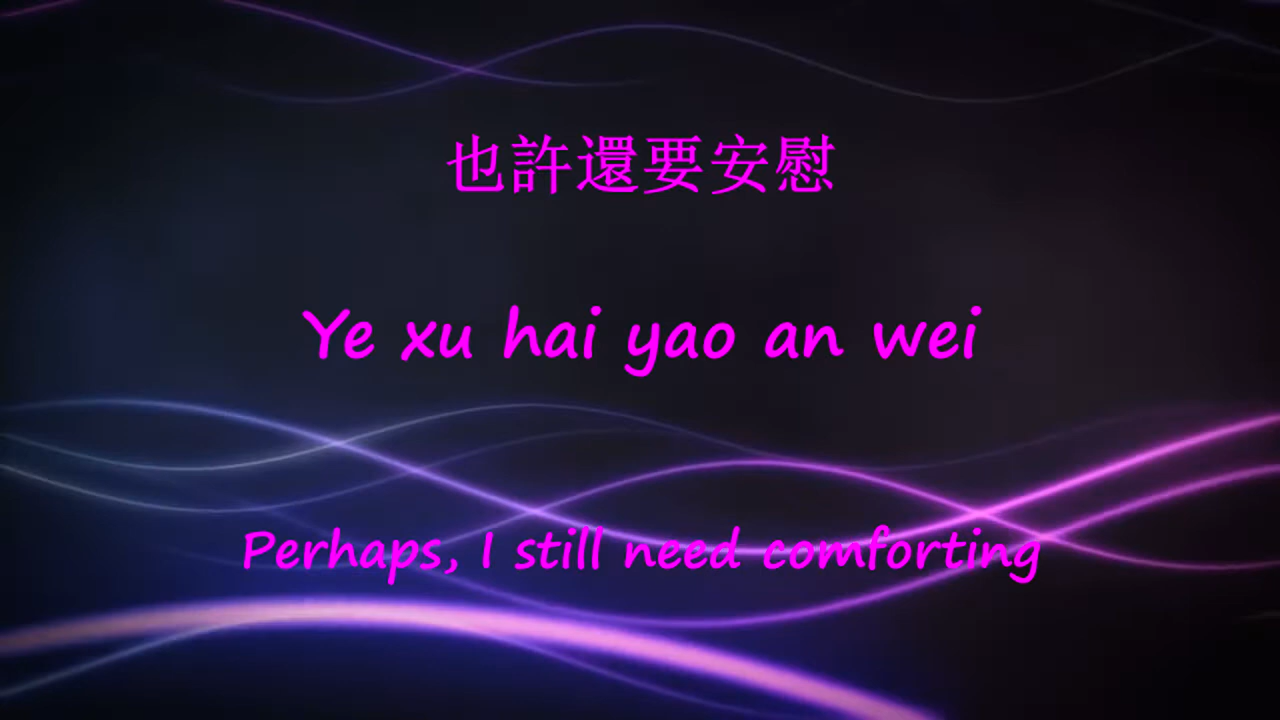 也許還要安慰
Ye xu hai yao an wei
Perhaps, I still need comforting